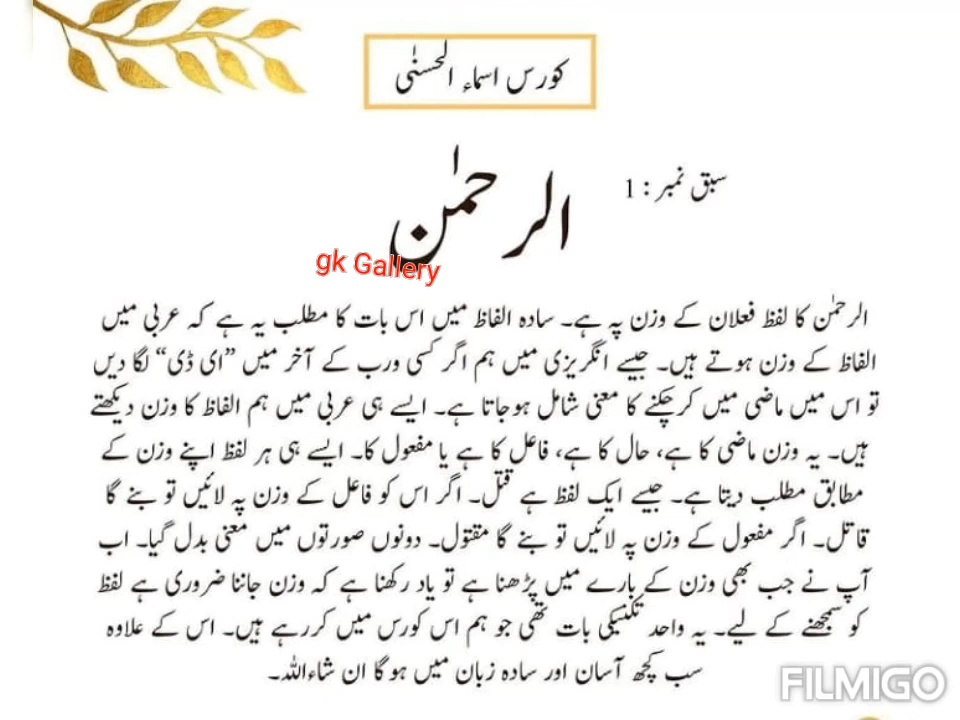 کورس اسماء الحسنٰی
سبق نمبر : 1
الرحمٰن
gk Gallery
الرحمٰن کا لفظ فعلان کے وزن پہ ہے۔ سادہ الفاظ میں اس بات کا مطلب یہ ہے کہ عربی میں
الفاظ کے وزن ہوتے ہیں۔ جیسے انگریزی میں ہم اگر کسی ورب کے آخر میں ”ای ڈی“ لگا دیں
تو اس میں ماضی میں کر چکنے کا معنی شامل ہو جاتا ہے۔ ایسے ہی عربی میں ہم الفاظ کا وزن دیکھتے
ہیں۔ یہ وزن ماضی کا ہے، حال کا ہے، فاعل کا ہے یا مفعول کا۔ ایسے ہی ہر لفظ اپنے وزن کے
مطابق مطلب دیتا ہے۔ جیسے ایک لفظ ہے قتل۔ اگر اس کو فاعل کے وزن پہ لائیں تو بنے گا
قاتل۔ اگر مفعول کے وزن پہ لائیں تو بنے گا مقتول۔ دونوں صورتوں میں معنی بدل گیا۔ اب
آپ نے جب بھی وزن کے بارے میں پڑھنا ہے تو یاد رکھنا ہے کہ وزن جاننا ضروری ہے لفظ
کو سمجھنے کے لیے۔ یہ واحد تکنیکی بات تھی جو ہم اس کورس میں کر رہے ہیں۔ اس کے علاوہ
سب کچھ آسان اور سادہ زبان میں ہو گا ان شاءاللہ۔
FILMIGO